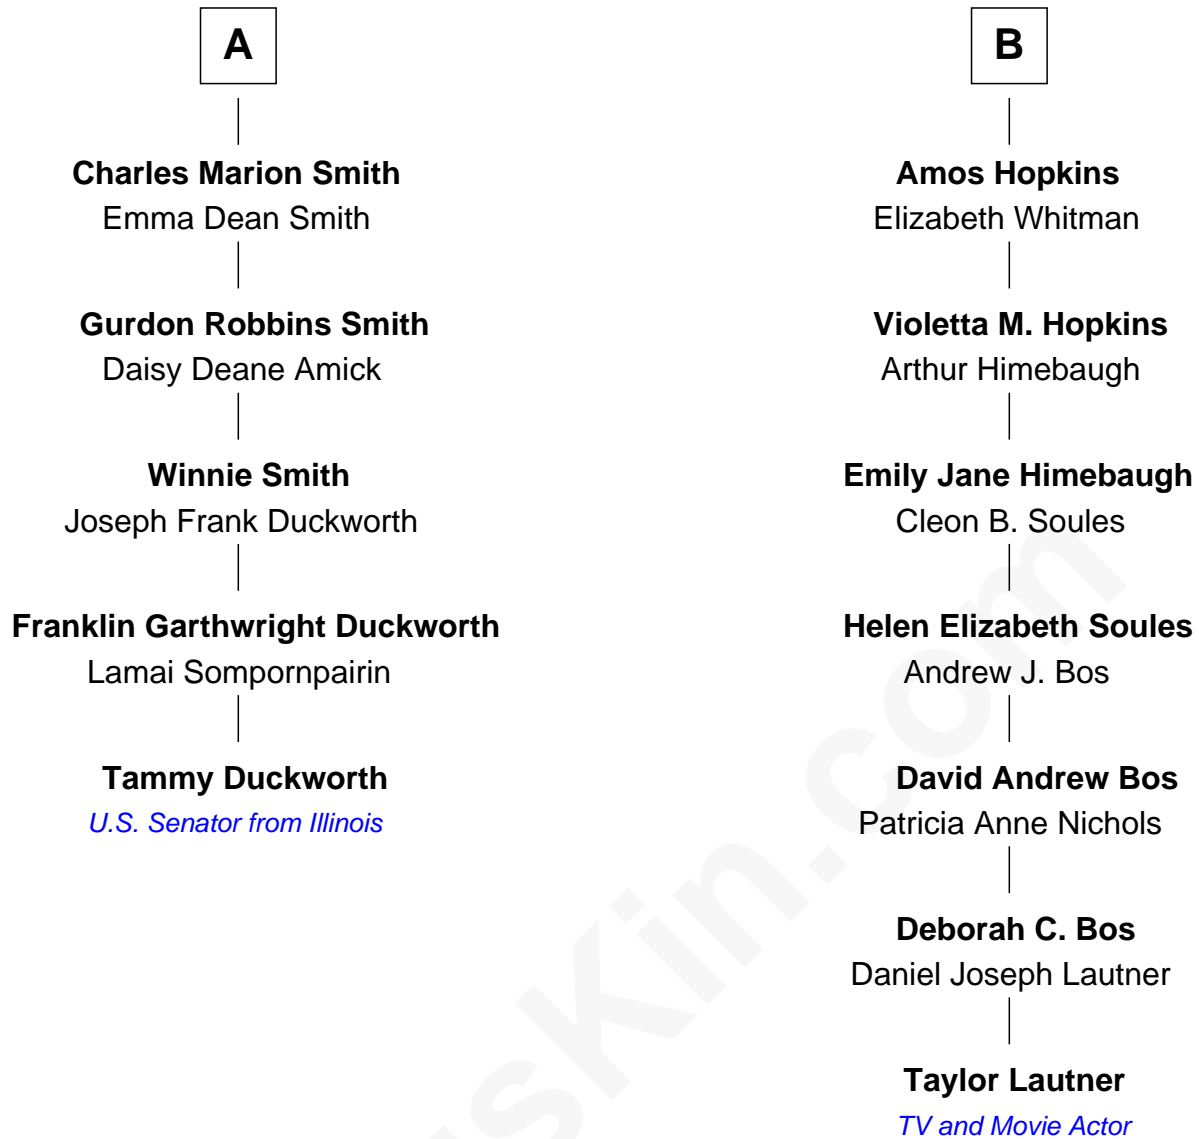 A
Charles Marion Smith
Emma Dean Smith
Gurdon Robbins Smith
Daisy Deane Amick
Winnie Smith
Joseph Frank Duckworth
Franklin Garthwright Duckworth
Lamai Sompornpairin
Tammy Duckworth
U.S. Senator from Illinois
B
Amos Hopkins
Elizabeth Whitman
Violetta M. Hopkins
Arthur Himebaugh
Emily Jane Himebaugh
Cleon B. Soules
Helen Elizabeth Soules
Andrew J. Bos
David Andrew Bos
Patricia Anne Nichols
Deborah C. Bos
Daniel Joseph Lautner
Taylor Lautner
TV and Movie Actor